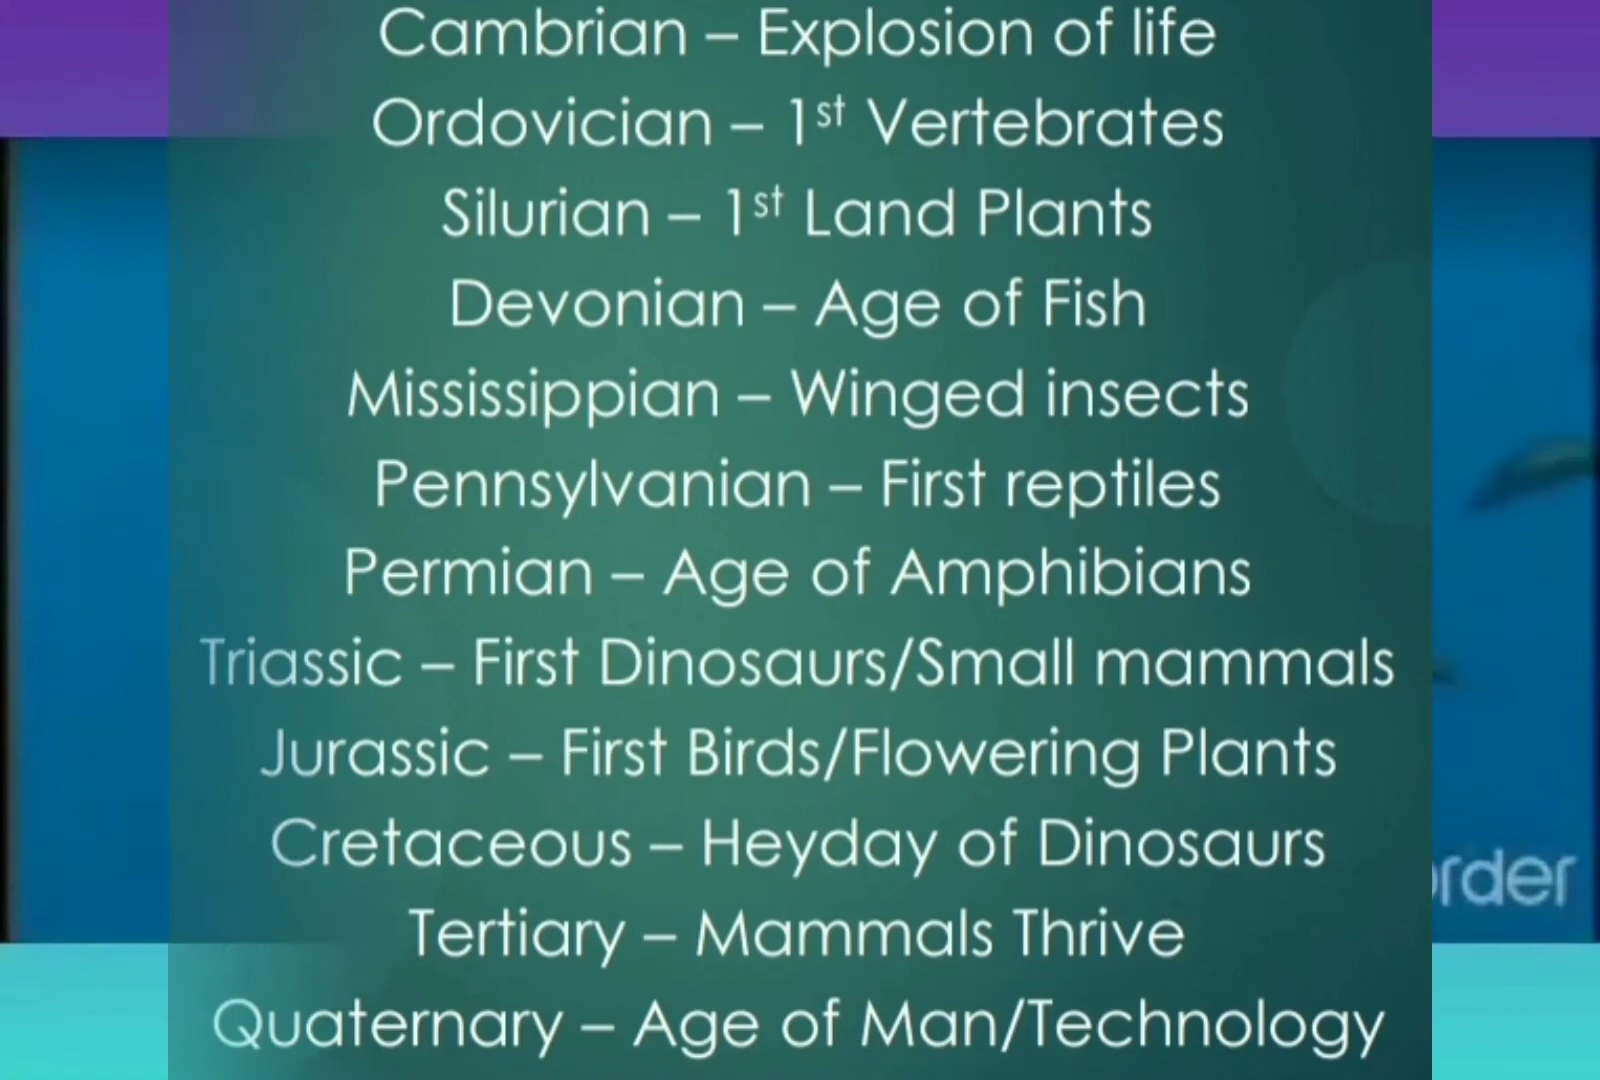 Cambrian – Explosion of life
Ordovician – 1st Vertebrates
Silurian – 1st Land Plants
Devonian – Age of Fish
Mississippian – Winged insects
Pennsylvanian – First reptiles
Permian – Age of Amphibians
Triassic – First Dinosaurs/Small mammals
Jurassic – First Birds/Flowering Plants
Cretaceous – Heyday of Dinosaurs
Tertiary – Mammals Thrive
Quaternary – Age of Man/Technology